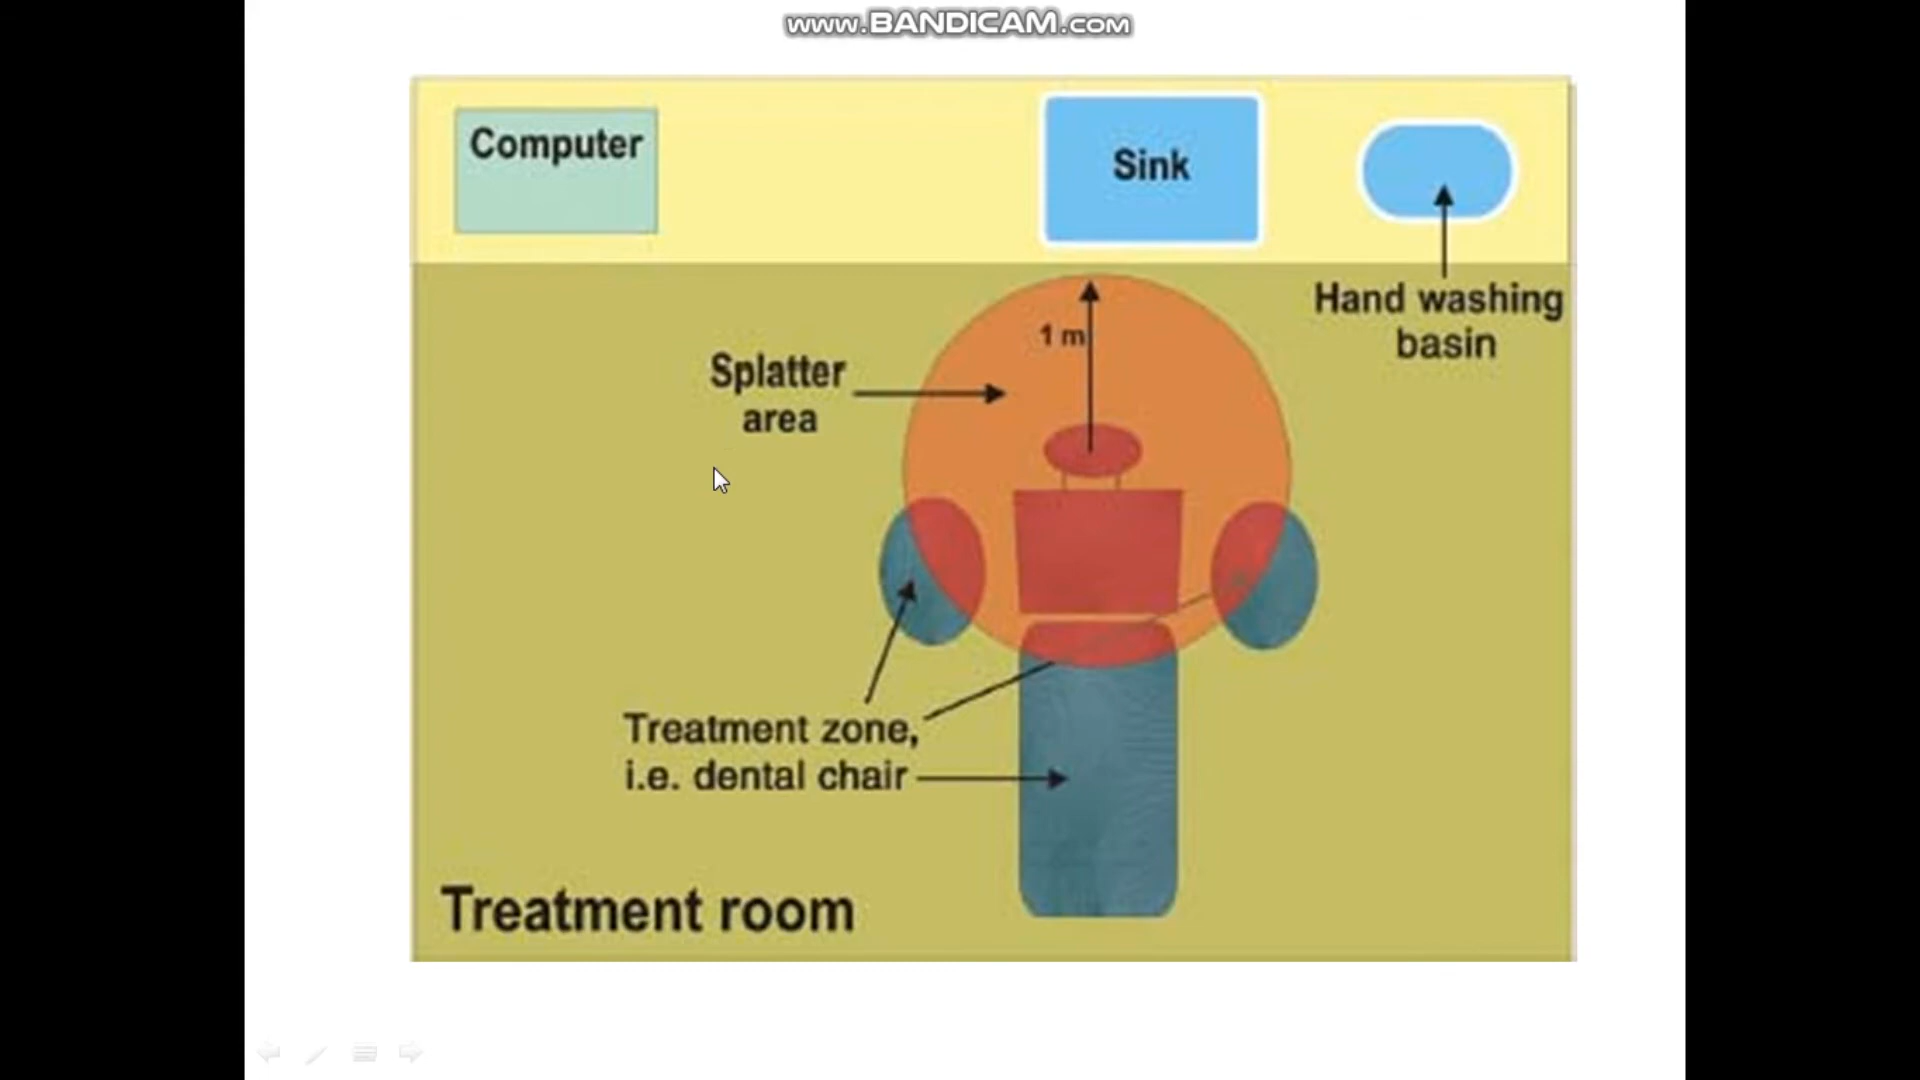 www.BANDICAM.com
Computer
Sink
Hand washing
basin
1 m
Splatter
area
Treatment zone,
i.e. dental chair
Treatment room